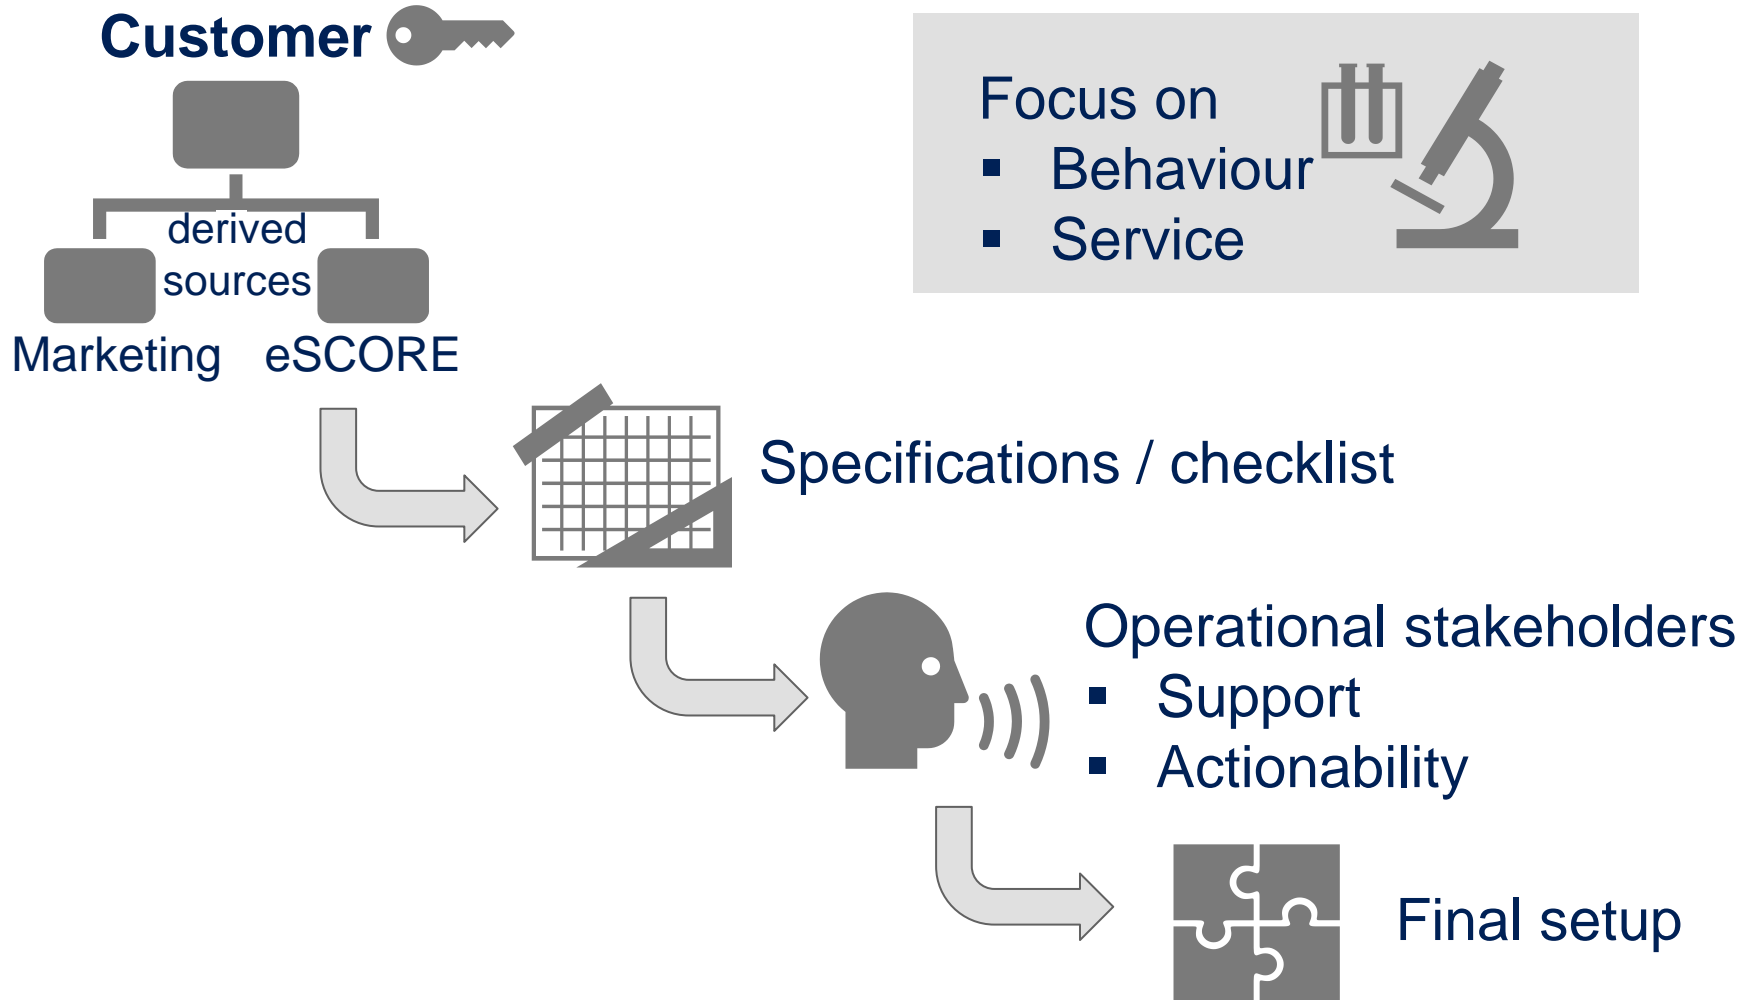 Customer
derived
sources
Marketing eSCORE
Focus on
▪ Behaviour
▪ Service
Specifications / checklist
Operational stakeholders
▪ Support
▪ Actionability
Final setup